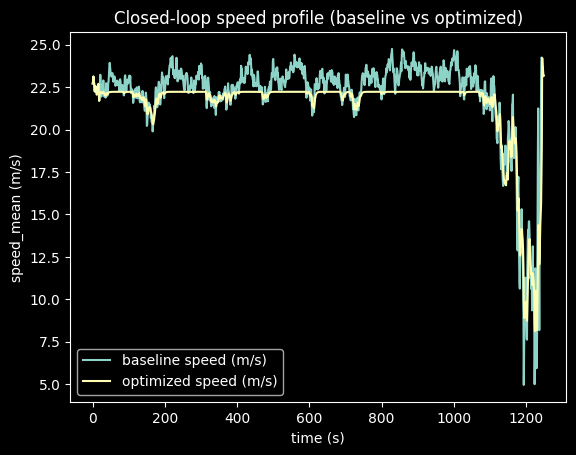 Closed-loop speed profile (baseline vs optimized)
25.0
22.5
20.0
17.5
15.0
12.5
10.0
7.5
5.0
speed_mean (m/s)
baseline speed (m/s)
optimized speed (m/s)
0 200 400 600 800 1000 1200
time (s)